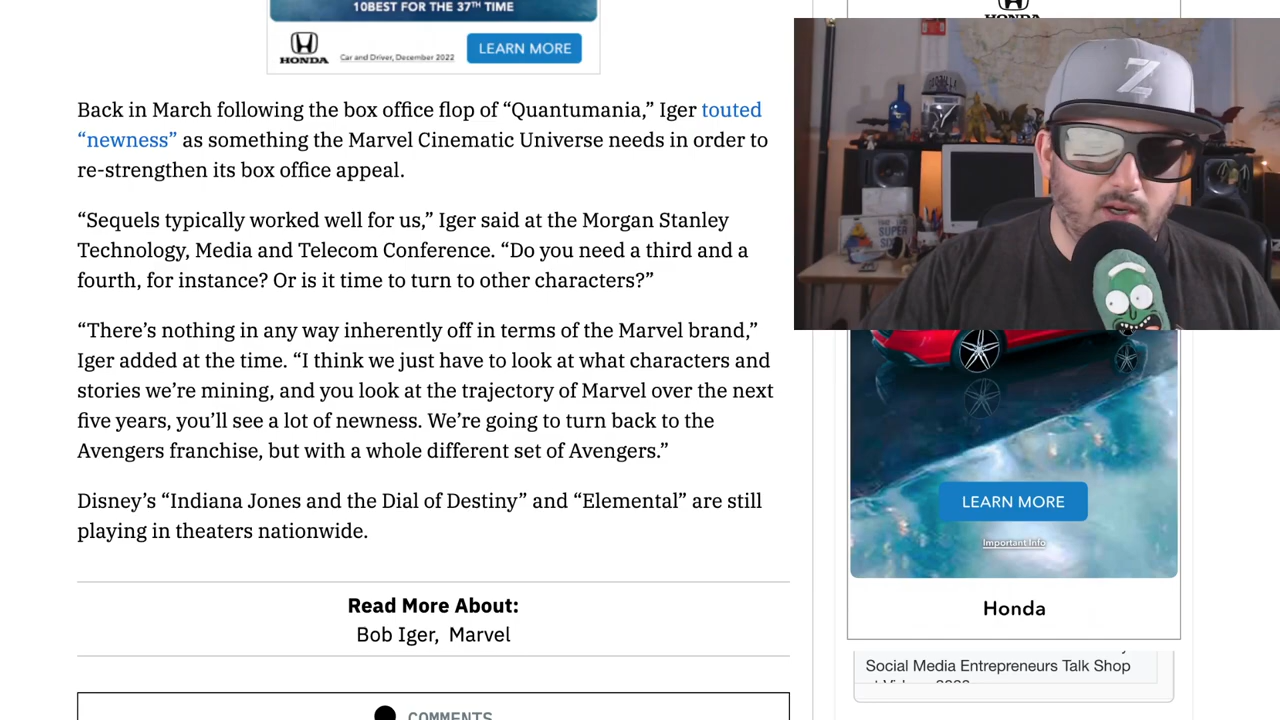 10BEST FOR THE 37TH TIME
HONDA
Car and Driver, December 2022
LEARN MORE
HONDA
Back in March following the box office flop of “Quantumania,” Iger touted
“newness” as something the Marvel Cinematic Universe needs in order to
re-strengthen its box office appeal.
“Sequels typically worked well for us,” Iger said at the Morgan Stanley
Technology, Media and Telecom Conference. “Do you need a third and a
fourth, for instance? Or is it time to turn to other characters?”
“There’s nothing in any way inherently off in terms of the Marvel brand,”
Iger added at the time. “I think we just have to look at what characters and
stories we’re mining, and you look at the trajectory of Marvel over the next
five years, you’ll see a lot of newness. We’re going to turn back to the
Avengers franchise, but with a whole different set of Avengers.”
Disney’s “Indiana Jones and the Dial of Destiny” and “Elemental” are still
playing in theaters nationwide.
Read More About:
Bob Iger, Marvel
COMMENTS
Z
SUPER
LEARN MORE
Important Info
Honda
Social Media Entrepreneurs Talk Shop